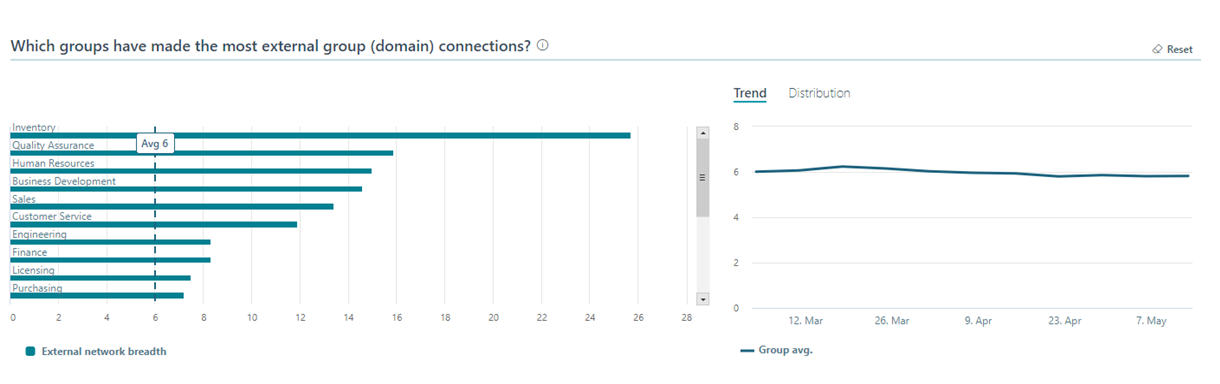 Which groups have made the most external group (domain) connections?
Reset
Inventory
Quality Assurance
Human Resources
Business Development
Sales
Customer Service
Engineering
Finance
Licensing
Purchasing
Avg 6
0 2 4 6 8 10 12 14 16 18 20 22 24 26 28
External network breadth
Trend Distribution
8
6
4
2
0
12. Mar 26. Mar 9. Apr 23. Apr 7. May
Group avg.